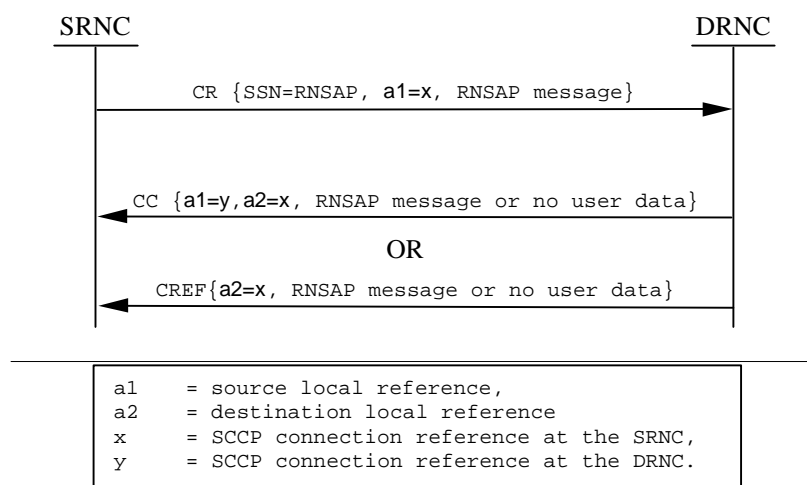 SRNC DRNC
CR {SSN=RNSAP, a1=x, RNSAP message}
CC {a1=y,a2=x, RNSAP message or no user data}
OR
CREF{a2=x, RNSAP message or no user data}
a1 = source local reference,
a2 = destination local reference
x = SCCP connection reference at the SRNC,
y = SCCP connection reference at the DRNC.